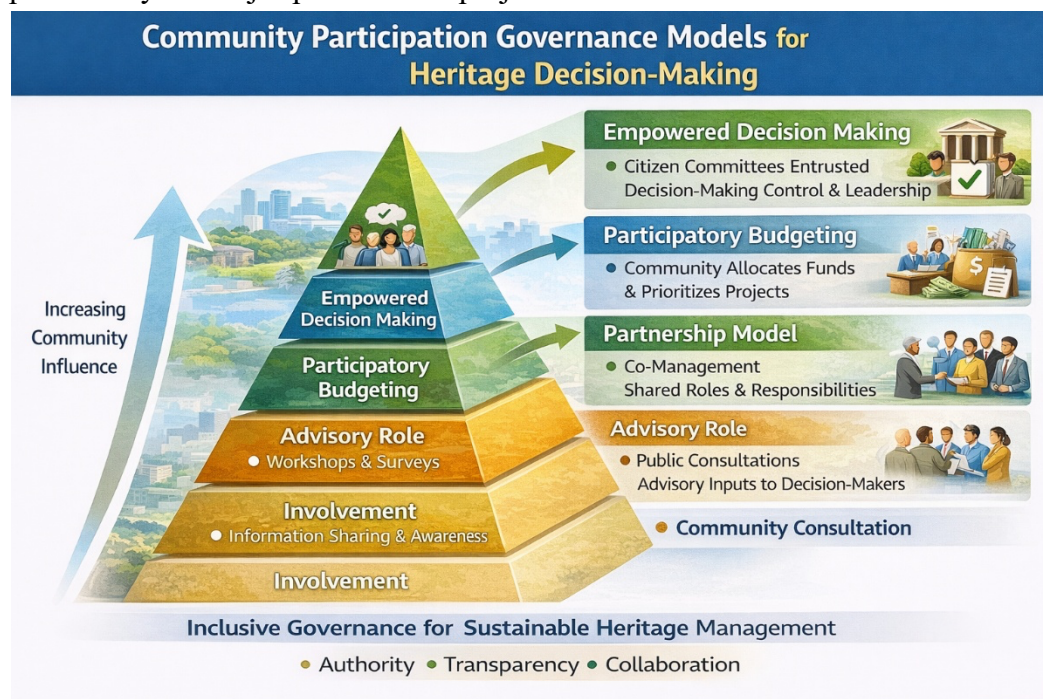 Community Participation Governance Models for
Heritage Decision-Making
Increasing
Community
Influence
Empowered
Decision Making
Participatory
Budgeting
Advisory Role
Workshops & Surveys
Involvement
Information Sharing & Awareness
Involvement
Empowered Decision Making
• Citizen Committees Entrusted
Decision-Making Control & Leadership
Participatory Budgeting
• Community Allocates Funds
& Prioritizes Projects
$
Partnership Model
• Co-Management
Shared Roles & Responsibilities
Advisory Role
• Public Consultations
Advisory Inputs to Decision-Makers
• Community Consultation
Inclusive Governance for Sustainable Heritage Management
• Authority • Transparency • Collaboration